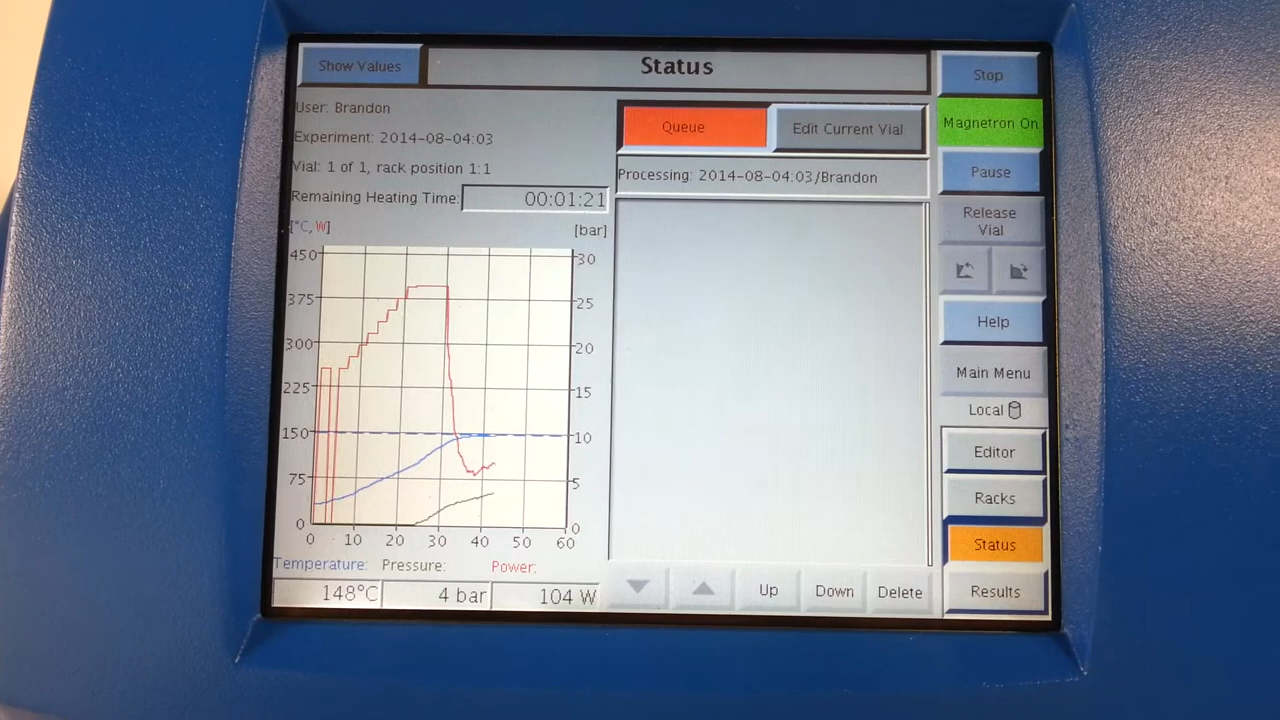 Show Values
Status
Stop
User: Brandon
Queue
Edit Current Vial
Magnetron On
Experiment: 2014-08-04:03
Vial: 1 of 1, rack position 1:1
Processing: 2014-08-04:03/Brandon
Pause
Remaining Heating Time: 00:01:21
Release
Vial
[°C, W]
[bar]
450
375
300
225
150
75
0
30
25
20
15
10
5
0
0 10 20 30 40 50 60
Help
Main Menu
Local
Editor
Racks
Status
Results
Temperature: Pressure: Power:
148°C 4 bar 104 W
Up
Down
Delete